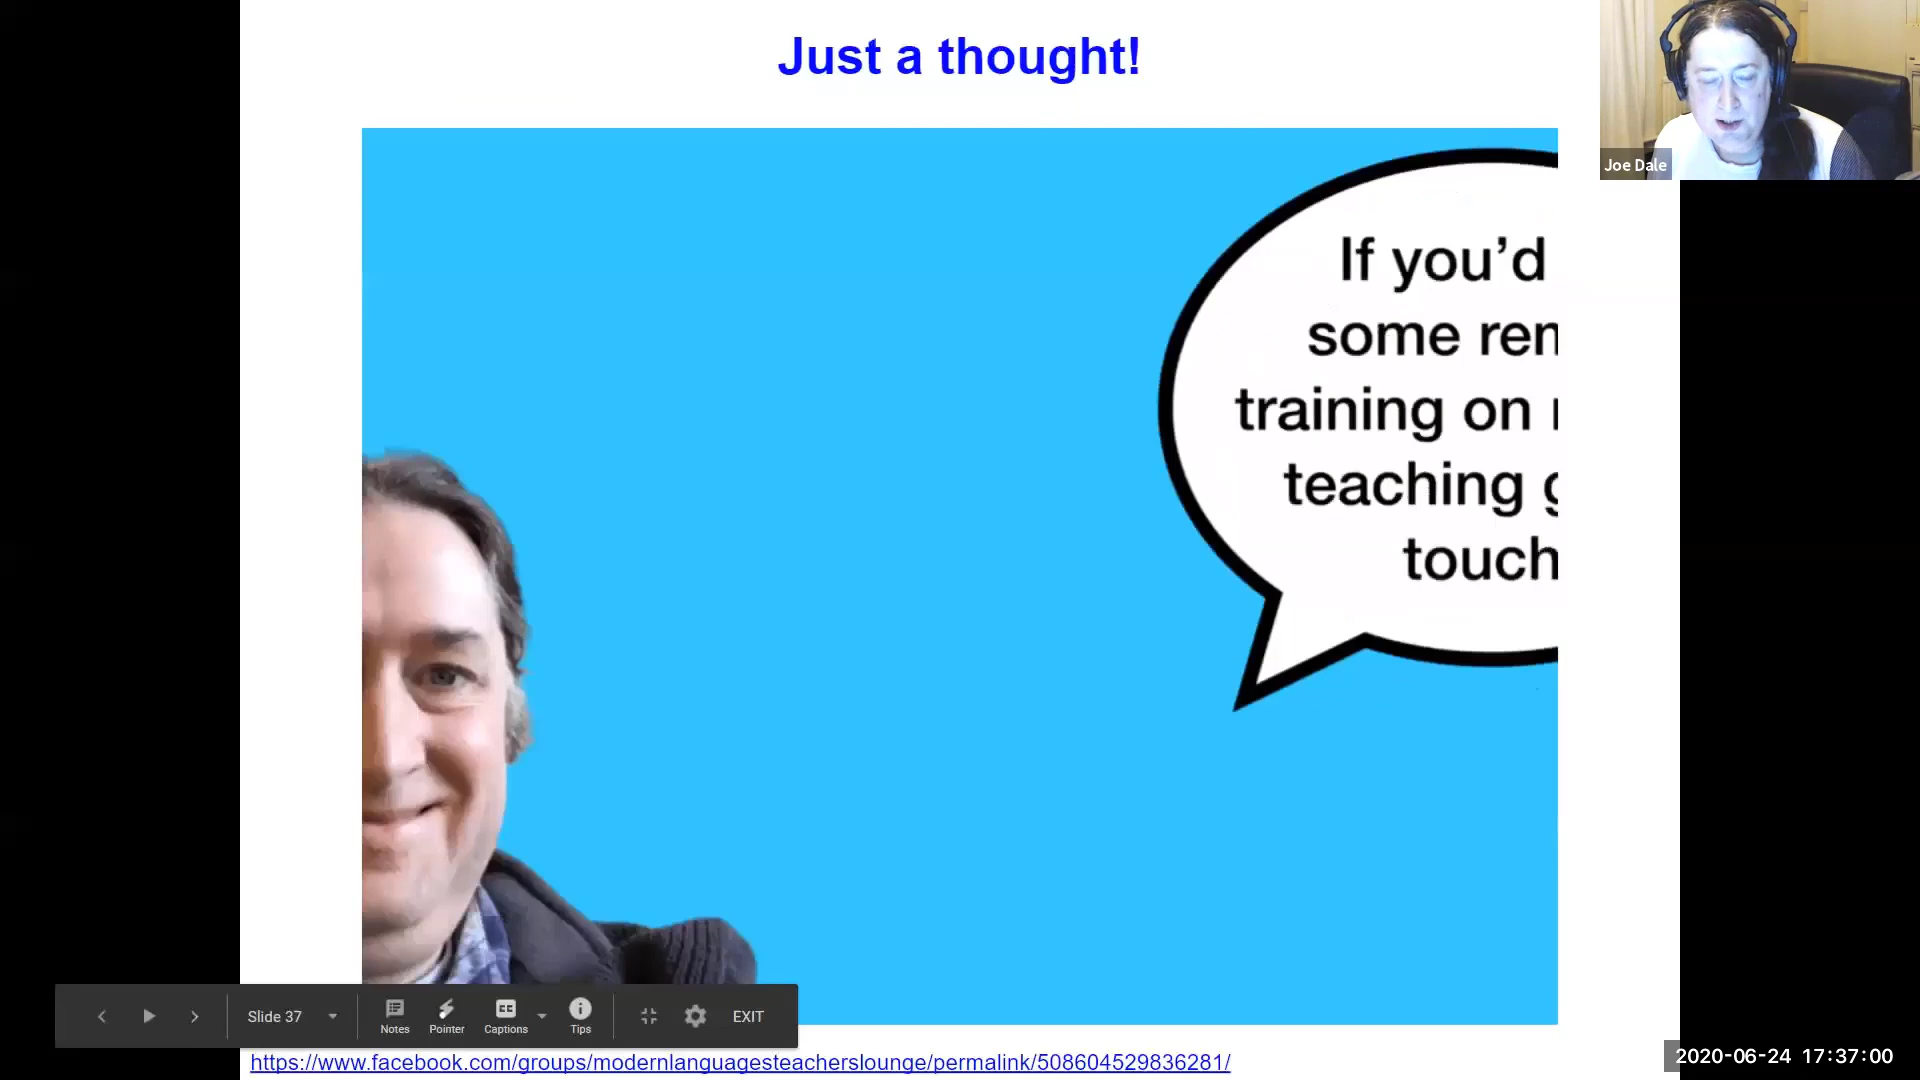 Just a thought!
Joe Dale
If you’d
some
training on
teaching
touch
Slide 37
Notes
Pointer
Captions
Tips
EXIT
https://www.facebook.com/groups/modernlanguagesteacherslounge/permalink/508604529836281/
2020-06-24 17:37:00